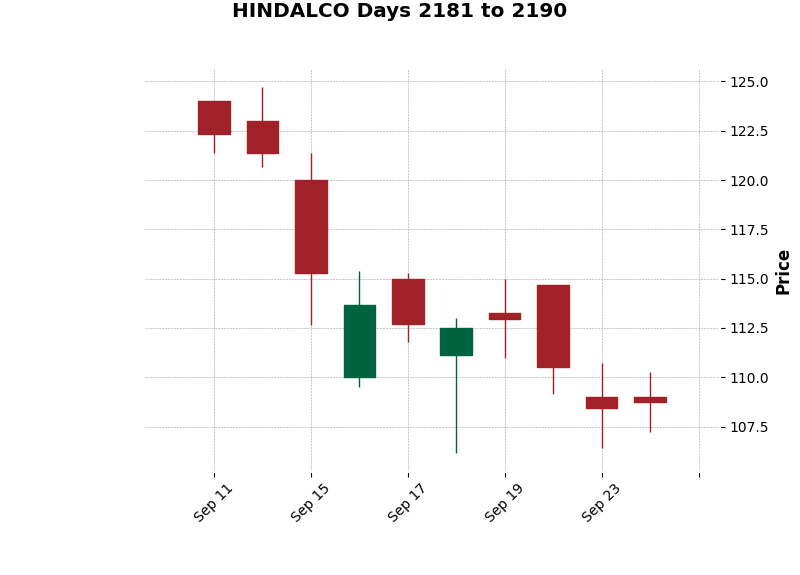 HINDALCO Days 2181 to 2190
125.0
122.5
120.0
117.5
115.0
112.5
110.0
107.5
Price
Sep 11
Sep 15
Sep 17
Sep 19
Sep 23